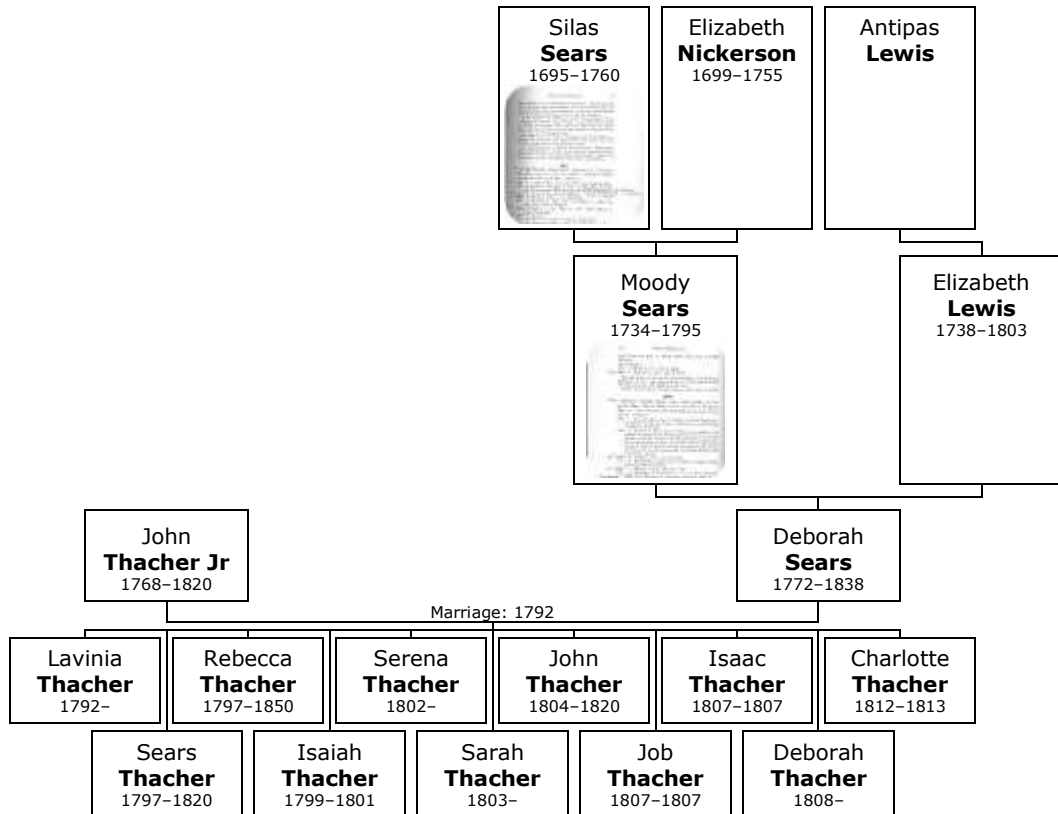 Silas
Sears
1695–1760
Elizabeth
Nickerson
1699–1755
Antipas
Lewis
Moody
Sears
1734–1795
Elizabeth
Lewis
1738–1803
John
Thacher Jr
1768–1820
Deborah
Sears
1772–1838
Marriage: 1792
Lavinia
Thacher
1792–
Rebecca
Thacher
1797–1850
Serena
Thacher
1802–
John
Thacher
1804–1820
Isaac
Thacher
1807–1807
Charlotte
Thacher
1812–1813
Sears
Thacher
1797–1820
Isaiah
Thacher
1799–1801
Sarah
Thacher
1803–
Job
Thacher
1807–1807
Deborah
Thacher
1808–